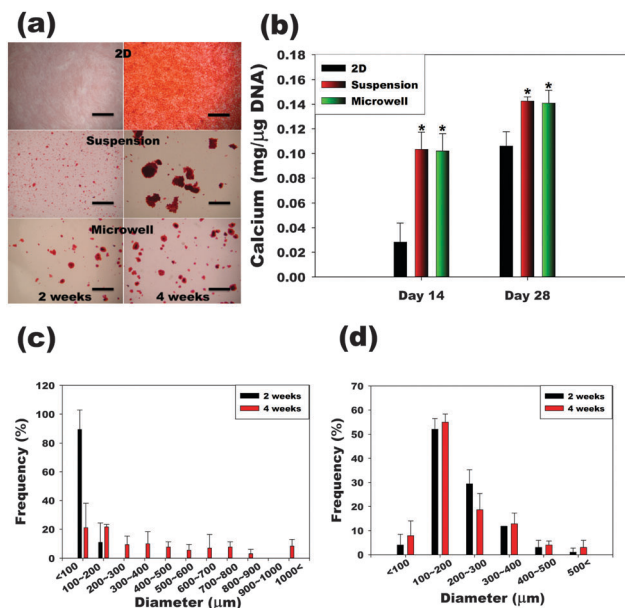 (a)
2D
Suspension
Microwell
2 weeks
4 weeks
(b)
Calcium (mg/μg DNA)
0.18
0.16
0.14
0.12
0.10
0.08
0.06
0.04
0.02
0.00
2D
Suspension
Microwell
* *
* *
Day 14
Day 28
(c)
Frequency (%)
120
100
80
60
40
20
0
2 weeks
4 weeks
<100
100~200
200~300
300~400
400~500
500~600
600~700
700~800
800~900
900~1000
1000<
Diameter (μm)
(d)
Frequency (%)
70
60
50
40
30
20
10
0
2 weeks
4 weeks
<100
100~200
200~300
300~400
400~500
500<
Diameter (μm)